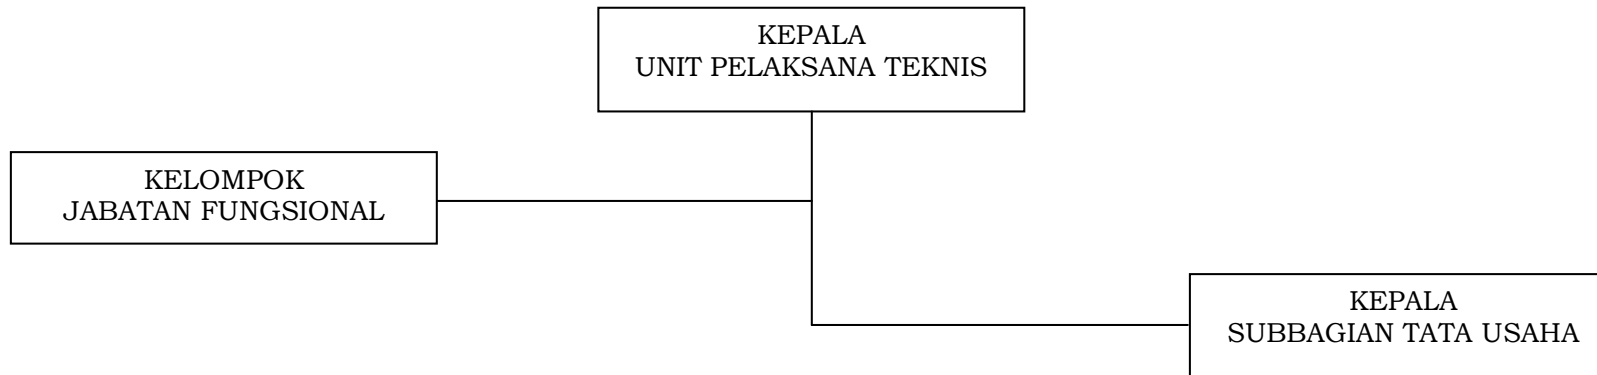 KEPALA
UNIT PELAKSANA TEKNIS
KELOMPOK
JABATAN FUNGSIONAL
KEPALA
SUBBAGIAN TATA USAHA